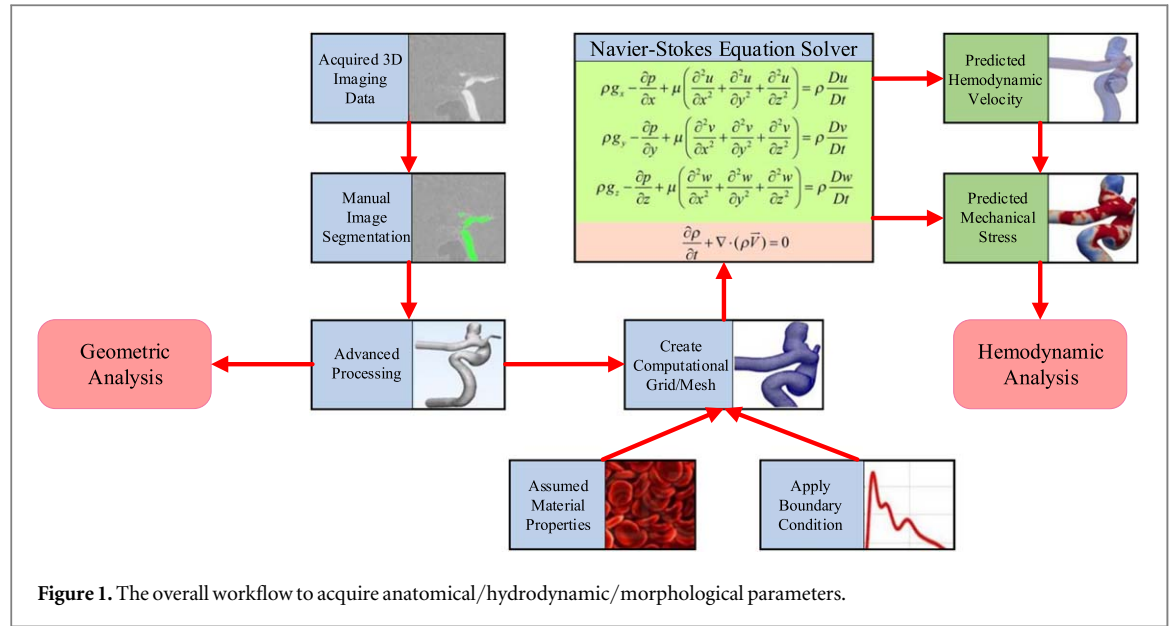 Acquired 3D
Imaging
Data
Manual
Image
Segmentation
Geometric
Analysis
Advanced
Processing
Create
Computational
Grid/Mesh
Assumed
Material
Properties
Apply
Boundary
Condition
Navier-Stokes Equation Solver
ρg_x − ∂p/∂x + μ(∂²u/∂x² + ∂²u/∂y² + ∂²u/∂z²) = ρ Du/Dt
ρg_y − ∂p/∂y + μ(∂²v/∂x² + ∂²v/∂y² + ∂²v/∂z²) = ρ Dv/Dt
ρg_z − ∂p/∂z + μ(∂²w/∂x² + ∂²w/∂y² + ∂²w/∂z²) = ρ Dw/Dt
∂ρ/∂t + ∇·(ρV⃗) = 0
Predicted
Hemodynamic
Velocity
Predicted
Mechanical
Stress
Hemodynamic
Analysis
Figure 1. The overall workflow to acquire anatomical/hydrodynamic/morphological parameters.